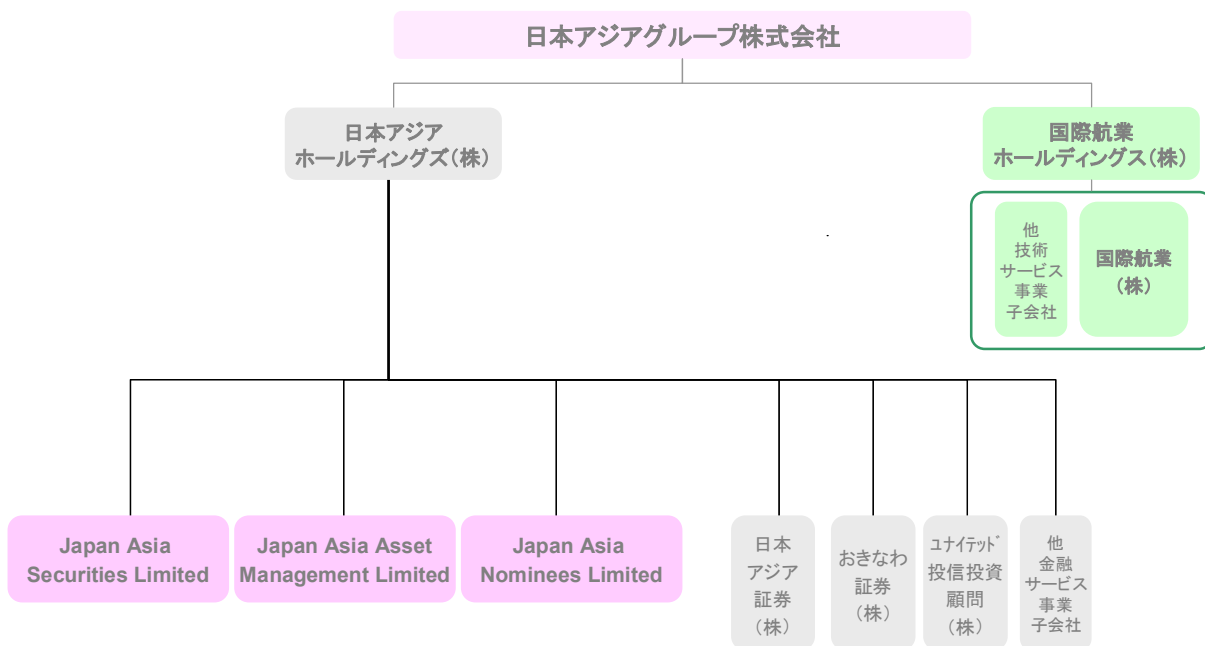 日本アジアグループ株式会社
日本アジア
ホールディングズ(株)
国際航業
ホールディングス(株)
他
技術
サービス
事業
子会社
国際航業
(株)
Japan Asia
Securities Limited
Japan Asia Asset
Management Limited
Japan Asia
Nominees Limited
日本
アジア
証券
(株)
おきなわ
証券
(株)
ユナイテッド
投信投資
顧問
(株)
他
金融
サービス
事業
子会社